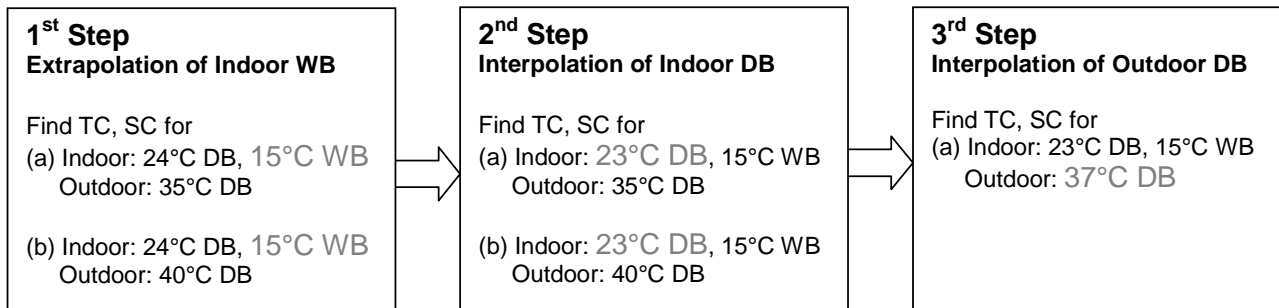 1st Step
Extrapolation of Indoor WB
Find TC, SC for
(a) Indoor: 24°C DB, 15°C WB
Outdoor: 35°C DB
(b) Indoor: 24°C DB, 15°C WB
Outdoor: 40°C DB
2nd Step
Interpolation of Indoor DB
Find TC, SC for
(a) Indoor: 23°C DB, 15°C WB
Outdoor: 35°C DB
(b) Indoor: 23°C DB, 15°C WB
Outdoor: 40°C DB
3rd Step
Interpolation of Outdoor DB
Find TC, SC for
(a) Indoor: 23°C DB, 15°C WB
Outdoor: 37°C DB